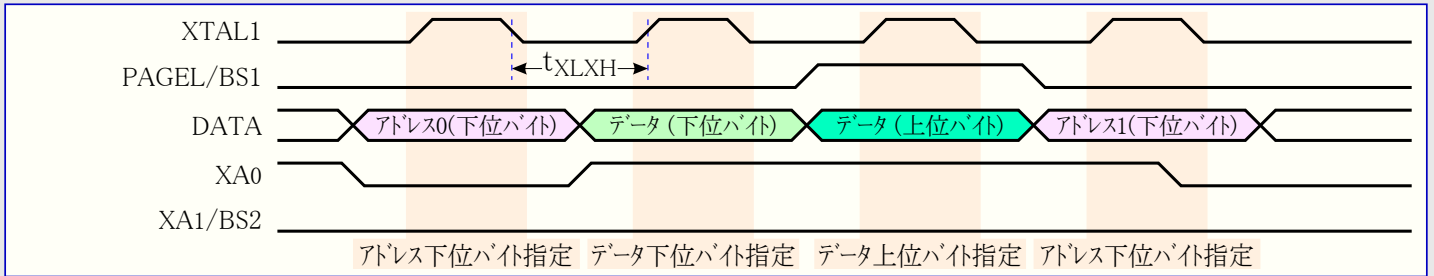 XTAL1
tXLXH
PAGEL/BS1
DATA
アドレス0(下位バイト) データ (下位バイト) データ (上位バイト) アドレス1(下位バイト)
XA0
XA1/BS2
アドレス下位バイト指定 データ下位バイト指定 データ上位バイト指定 アドレス下位バイト指定